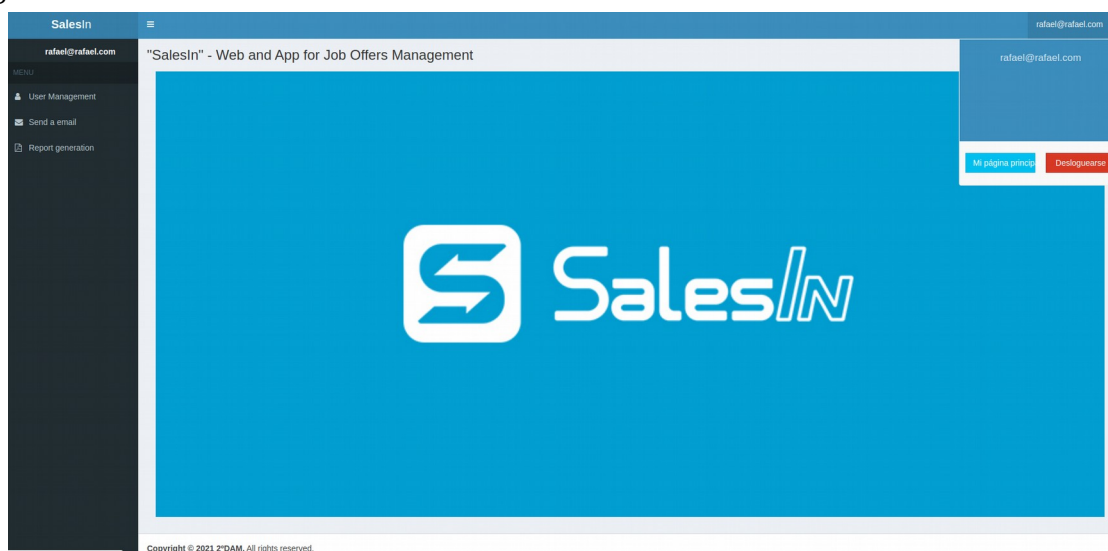 SalesIn
rafael@rafael.com
rafael@rafael.com
MENU
User Management
Send a email
Report generation
"SalesIn" - Web and App for Job Offers Management
rafael@rafael.com
Mi página princip
Desloguearse
SalesIn
Copyright © 2021 2ºDAM. All rights reserved.